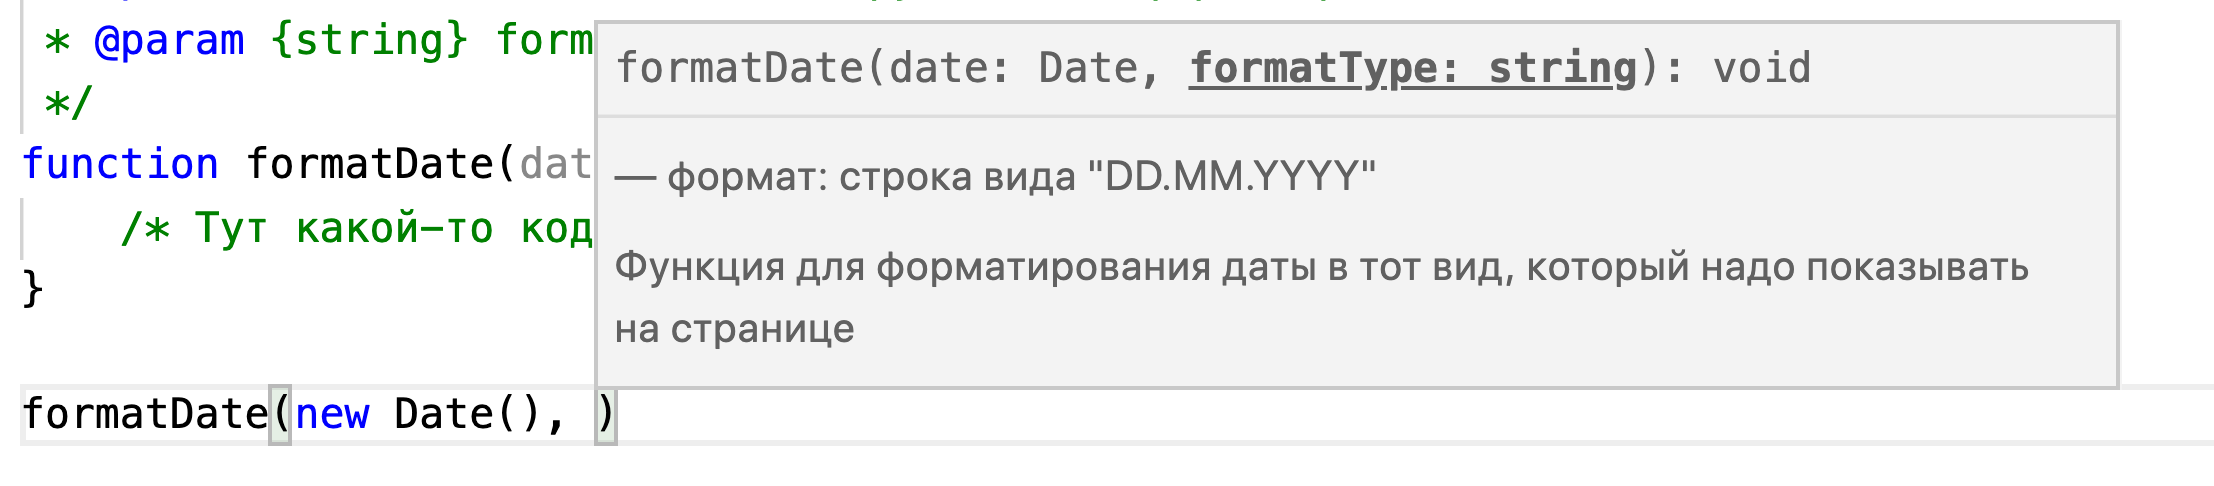 * @param {string} form
*/
function formatDate(dat
/* Тут какой-то код
}
formatDate(date: Date, formatType: string): void
— формат: строка вида "DD.MM.YYYY"
Функция для форматирования даты в тот вид, который надо показывать
на странице
formatDate(new Date(), )